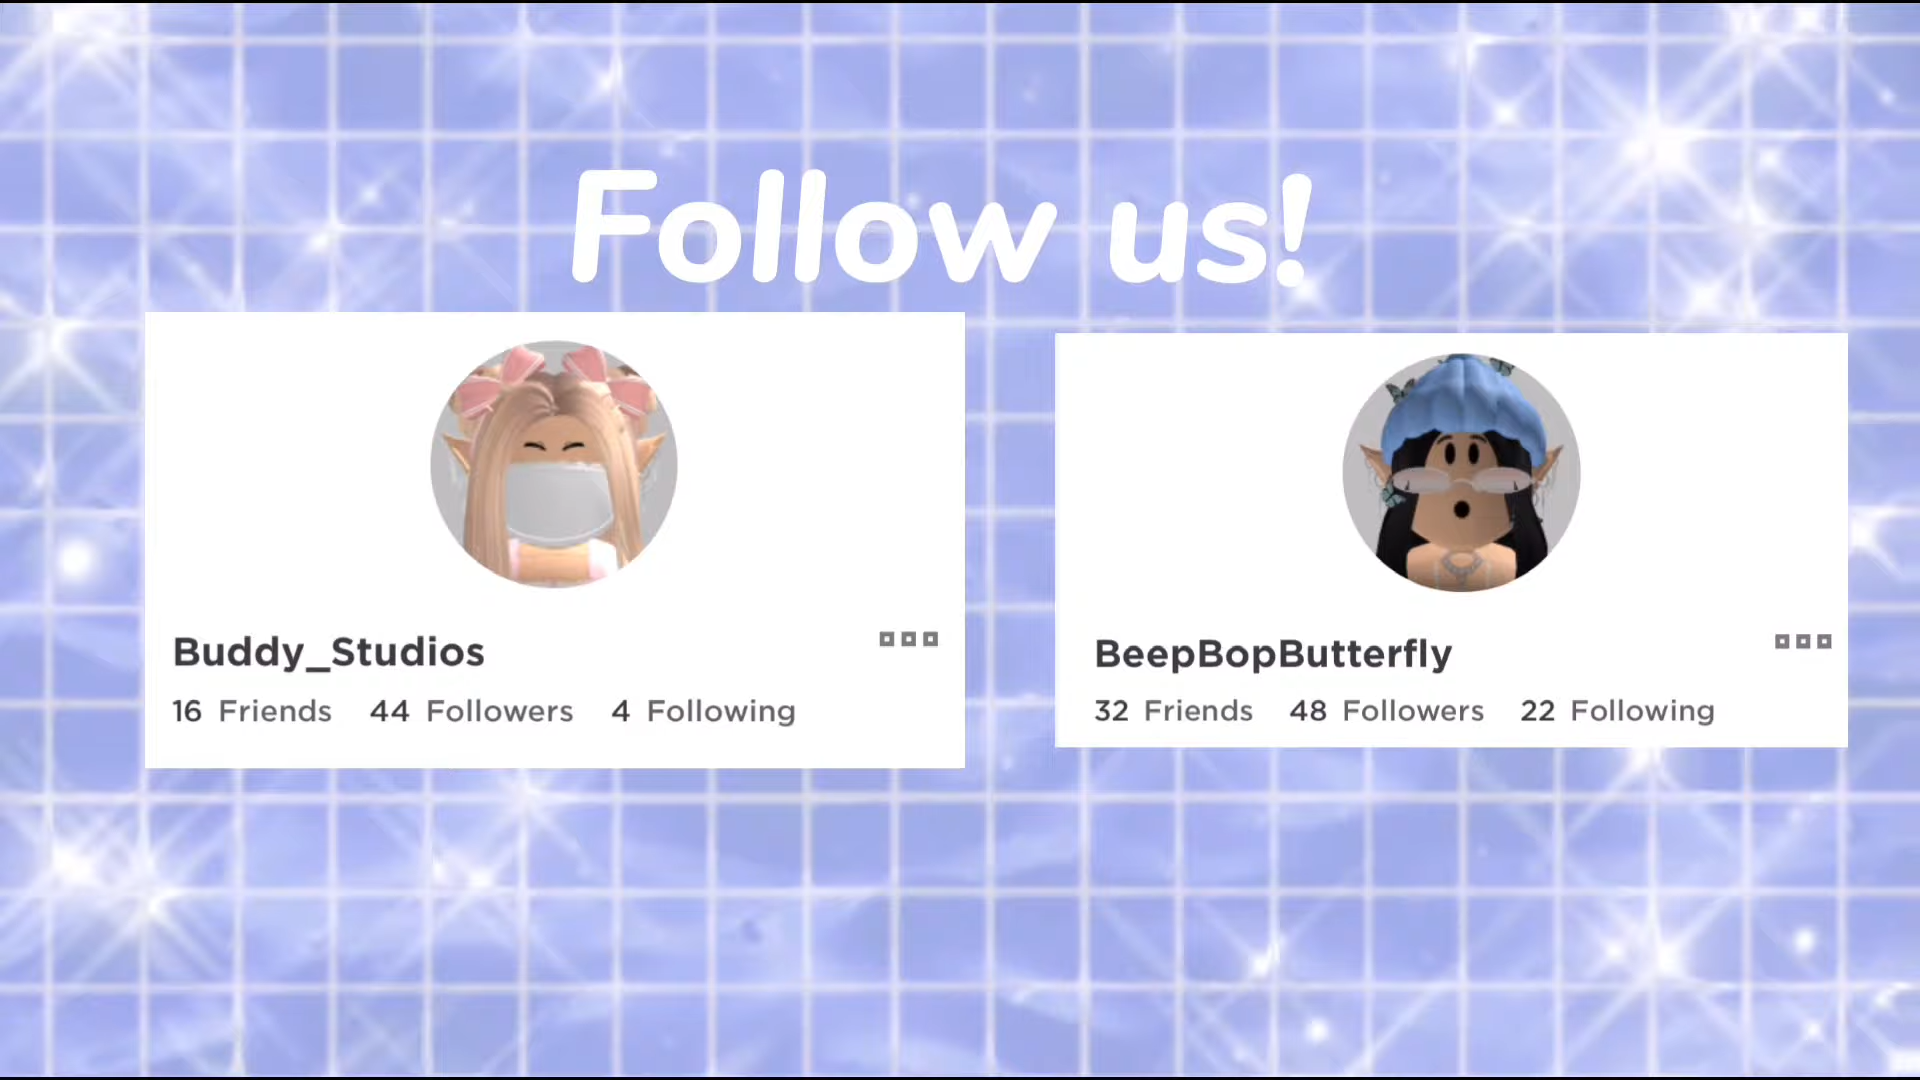 Follow us!
Buddy_Studios
16 Friends 44 Followers 4 Following
BeepBopButterfly
32 Friends 48 Followers 22 Following